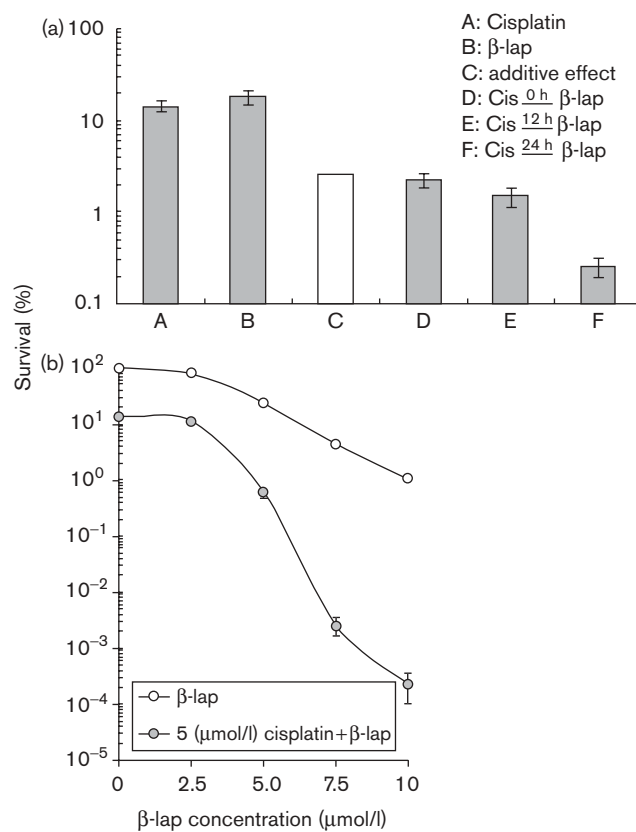 (a)
100
10
1
0.1
A: Cisplatin
B: β-lap
C: additive effect
D: Cis 0 h β-lap
E: Cis 12 h β-lap
F: Cis 24 h β-lap
A B C D E F
Survival (%)
(b)
10²
10¹
10⁰
10⁻¹
10⁻²
10⁻³
10⁻⁴
10⁻⁵
β-lap
5 (μmol/l) cisplatin+β-lap
0 2.5 5.0 7.5 10
β-lap concentration (μmol/l)